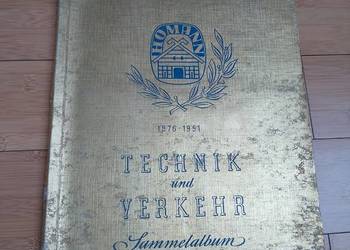 HOMANN
1876-1951
TECHNIK
und
VERKEHR
Sammelalbum